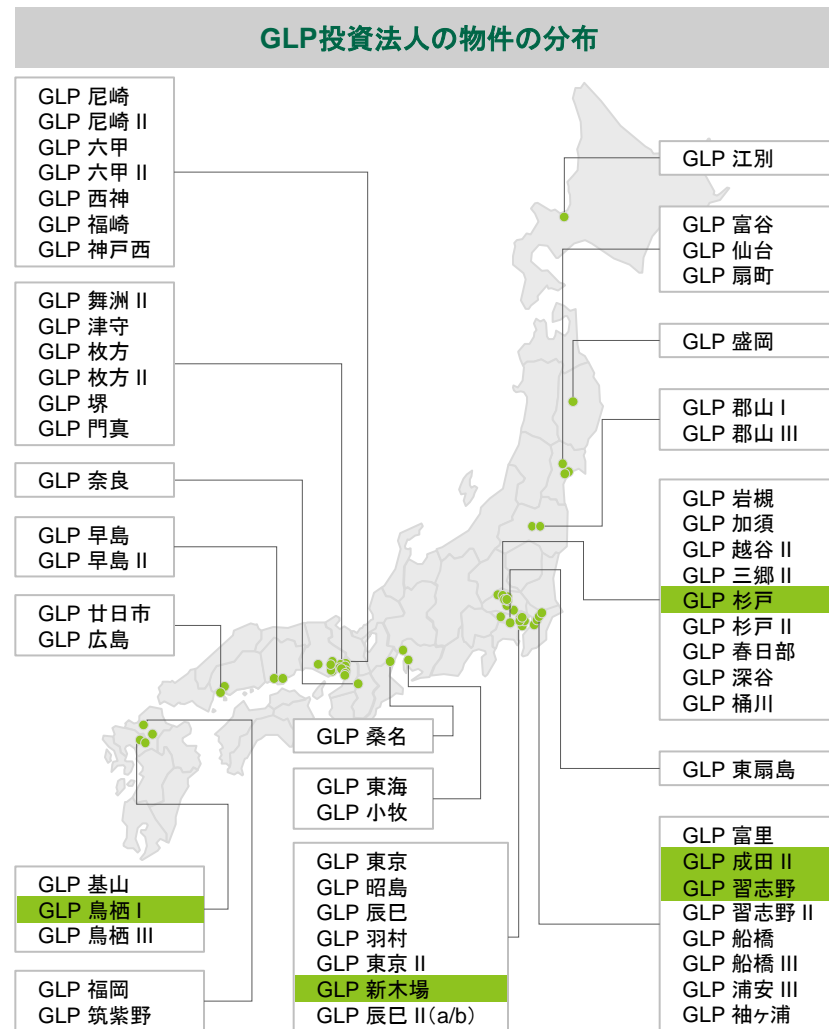 GLP投資法人の物件の分布
GLP 尼崎
GLP 尼崎 II
GLP 六甲
GLP 六甲 II
GLP 西神
GLP 福崎
GLP 神戸西
GLP 舞洲 II
GLP 津守
GLP 枚方
GLP 枚方 II
GLP 堺
GLP 門真
GLP 奈良
GLP 早島
GLP 早島 II
GLP 廿日市
GLP 広島
GLP 基山
GLP 鳥栖 I
GLP 鳥栖 III
GLP 福岡
GLP 筑紫野
GLP 桑名
GLP 東海
GLP 小牧
GLP 東京
GLP 昭島
GLP 辰巳
GLP 羽村
GLP 東京 II
GLP 新木場
GLP 辰巳 II(a/b)
GLP 江別
GLP 富谷
GLP 仙台
GLP 扇町
GLP 盛岡
GLP 郡山 I
GLP 郡山 III
GLP 岩槻
GLP 加須
GLP 越谷 II
GLP 三郷 II
GLP 杉戸
GLP 杉戸 II
GLP 春日部
GLP 深谷
GLP 桶川
GLP 東扇島
GLP 富里
GLP 成田 II
GLP 習志野
GLP 習志野 II
GLP 船橋
GLP 船橋 III
GLP 浦安 III
GLP 袖ヶ浦